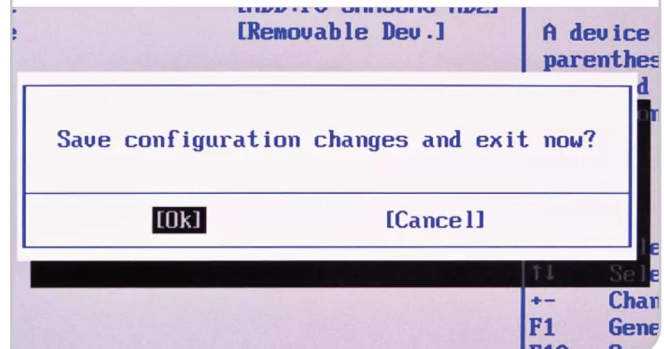 [Removable Dev.]
A device
parenthes
Save configuration changes and exit now?
[Ok]
[Cancel]
↑↓ Sele
+- Chan
F1 Gene